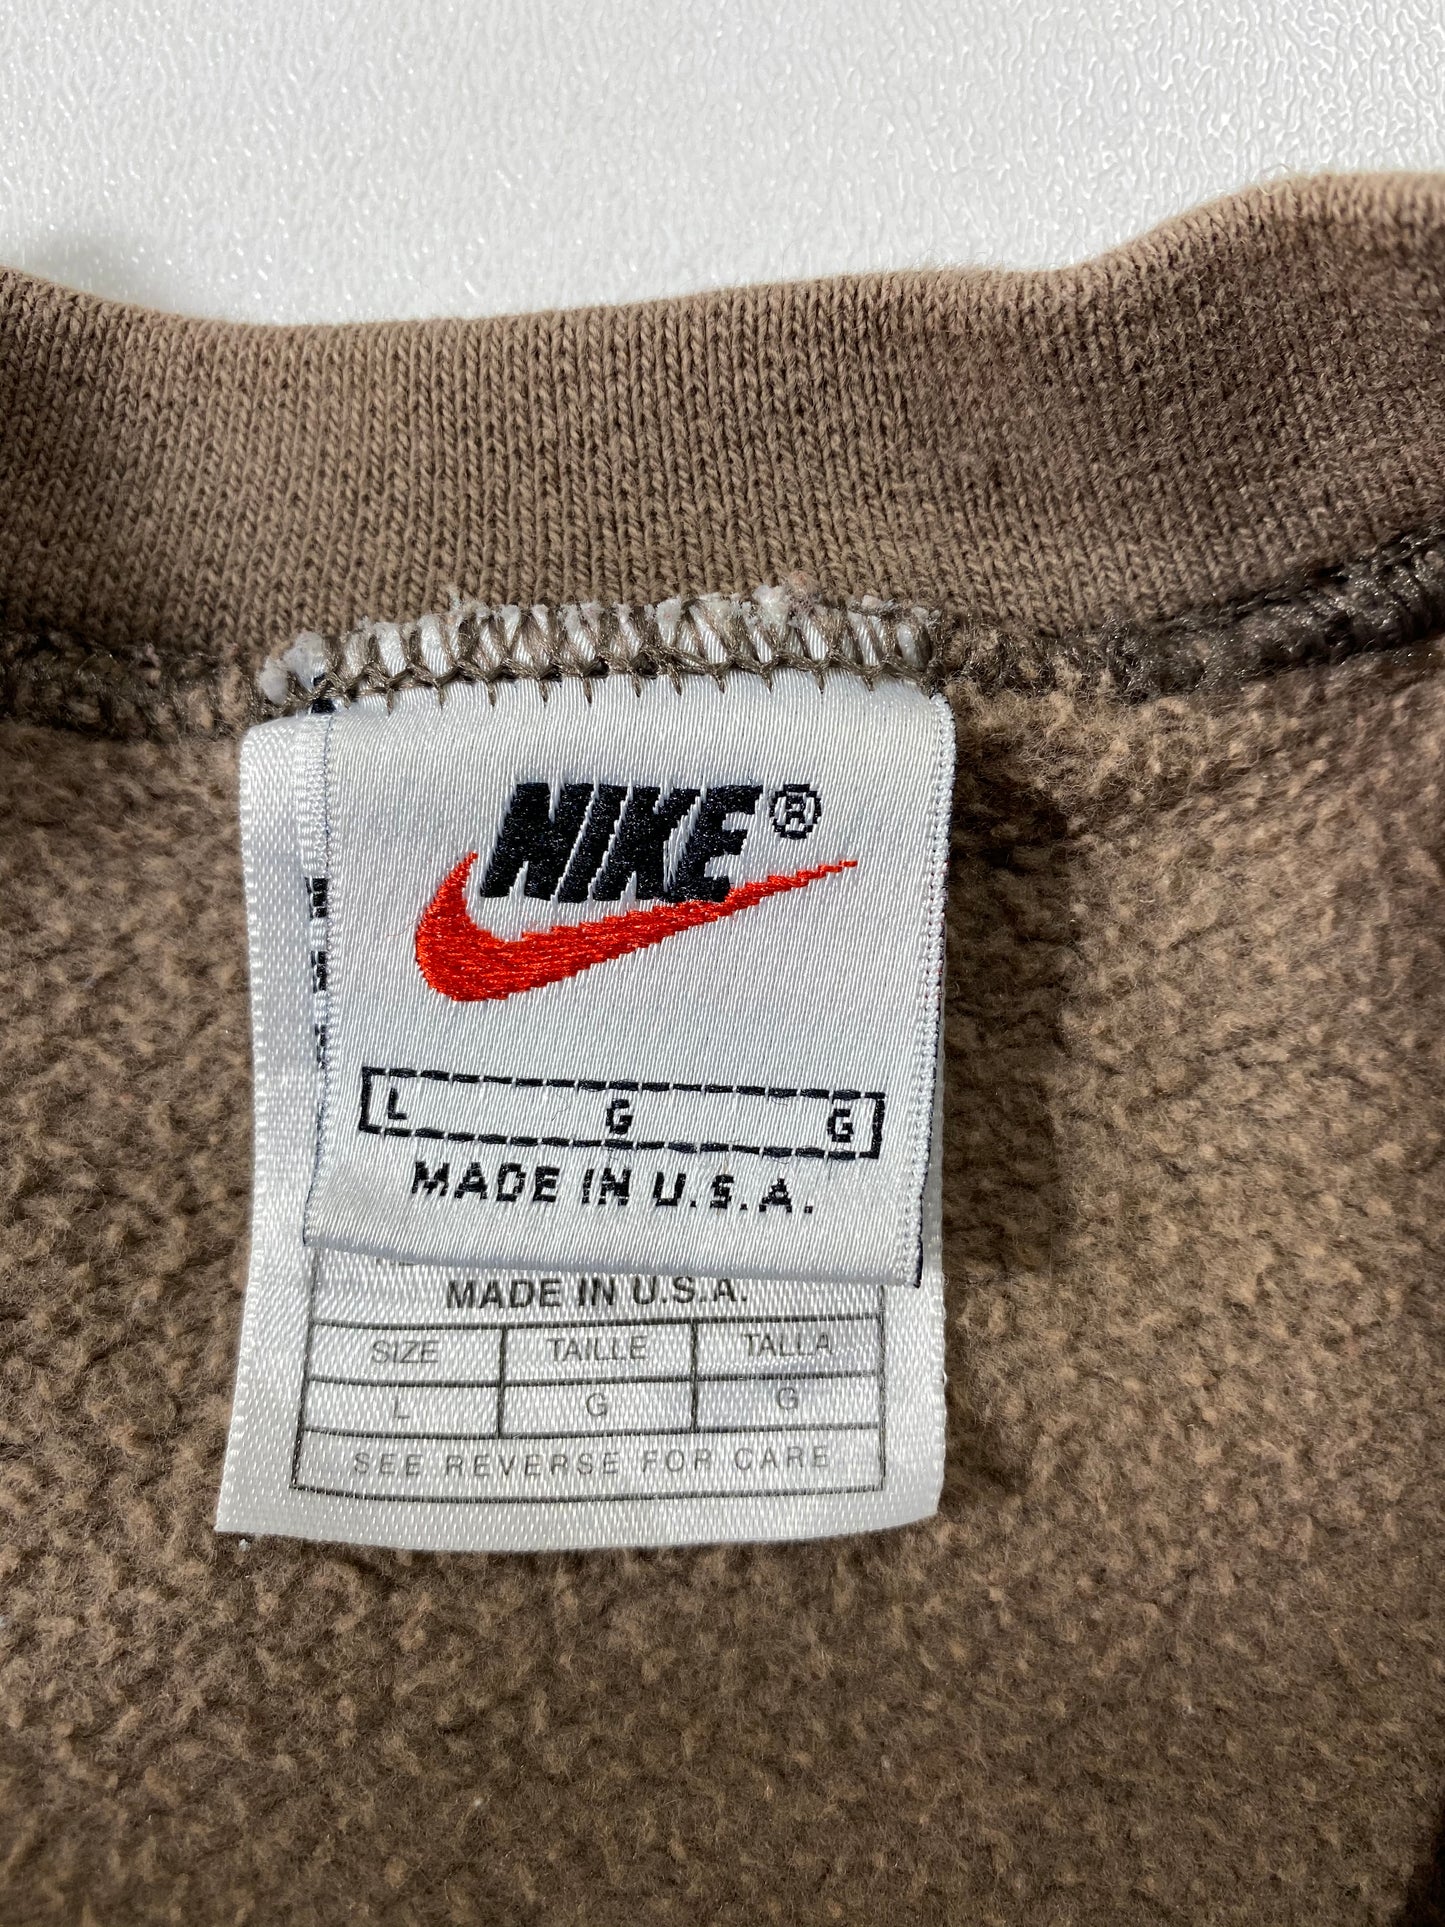 NIKE®
L G G
MADE IN U.S.A.
MADE IN U.S.A.
SIZE TAILLE TALLA
L G G
SEE REVERSE FOR CARE